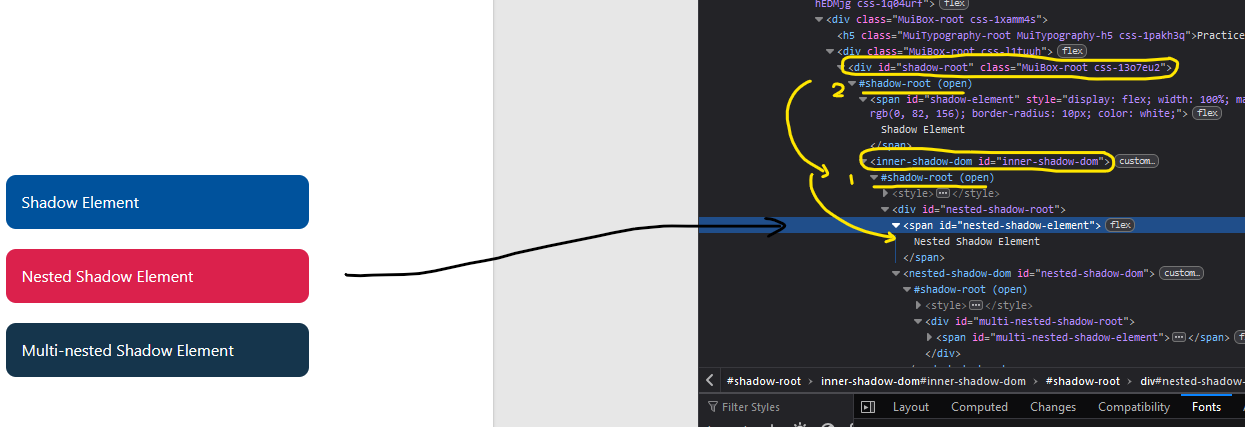 Shadow Element
Nested Shadow Element
Multi-nested Shadow Element
hEDMjg css-1q04urf"> flex
<div class="MuiBox-root css-1xamm4s">
<h5 class="MuiTypography-root MuiTypography-h5 css-1pakh3q">Practice
<div class="MuiBox-root css-l1tuuh"> flex
<div id="shadow-root" class="MuiBox-root css-13o7eu2">
2 #shadow-root (open)
<span id="shadow-element" style="display: flex; width: 100%; ma
rgb(0, 82, 156); border-radius: 10px; color: white;"> flex
Shadow Element
</span>
<inner-shadow-dom id="inner-shadow-dom"> custom…
1 #shadow-root (open)
<style> </style>
<div id="nested-shadow-root">
<span id="nested-shadow-element"> flex
Nested Shadow Element
</span>
<nested-shadow-dom id="nested-shadow-dom"> custom…
#shadow-root (open)
<style> </style>
<div id="multi-nested-shadow-root">
<span id="multi-nested-shadow-element"> </span>
</div>
#shadow-root › inner-shadow-dom#inner-shadow-dom › #shadow-root › div#nested-shadow-
Filter Styles
Layout Computed Changes Compatibility Fonts